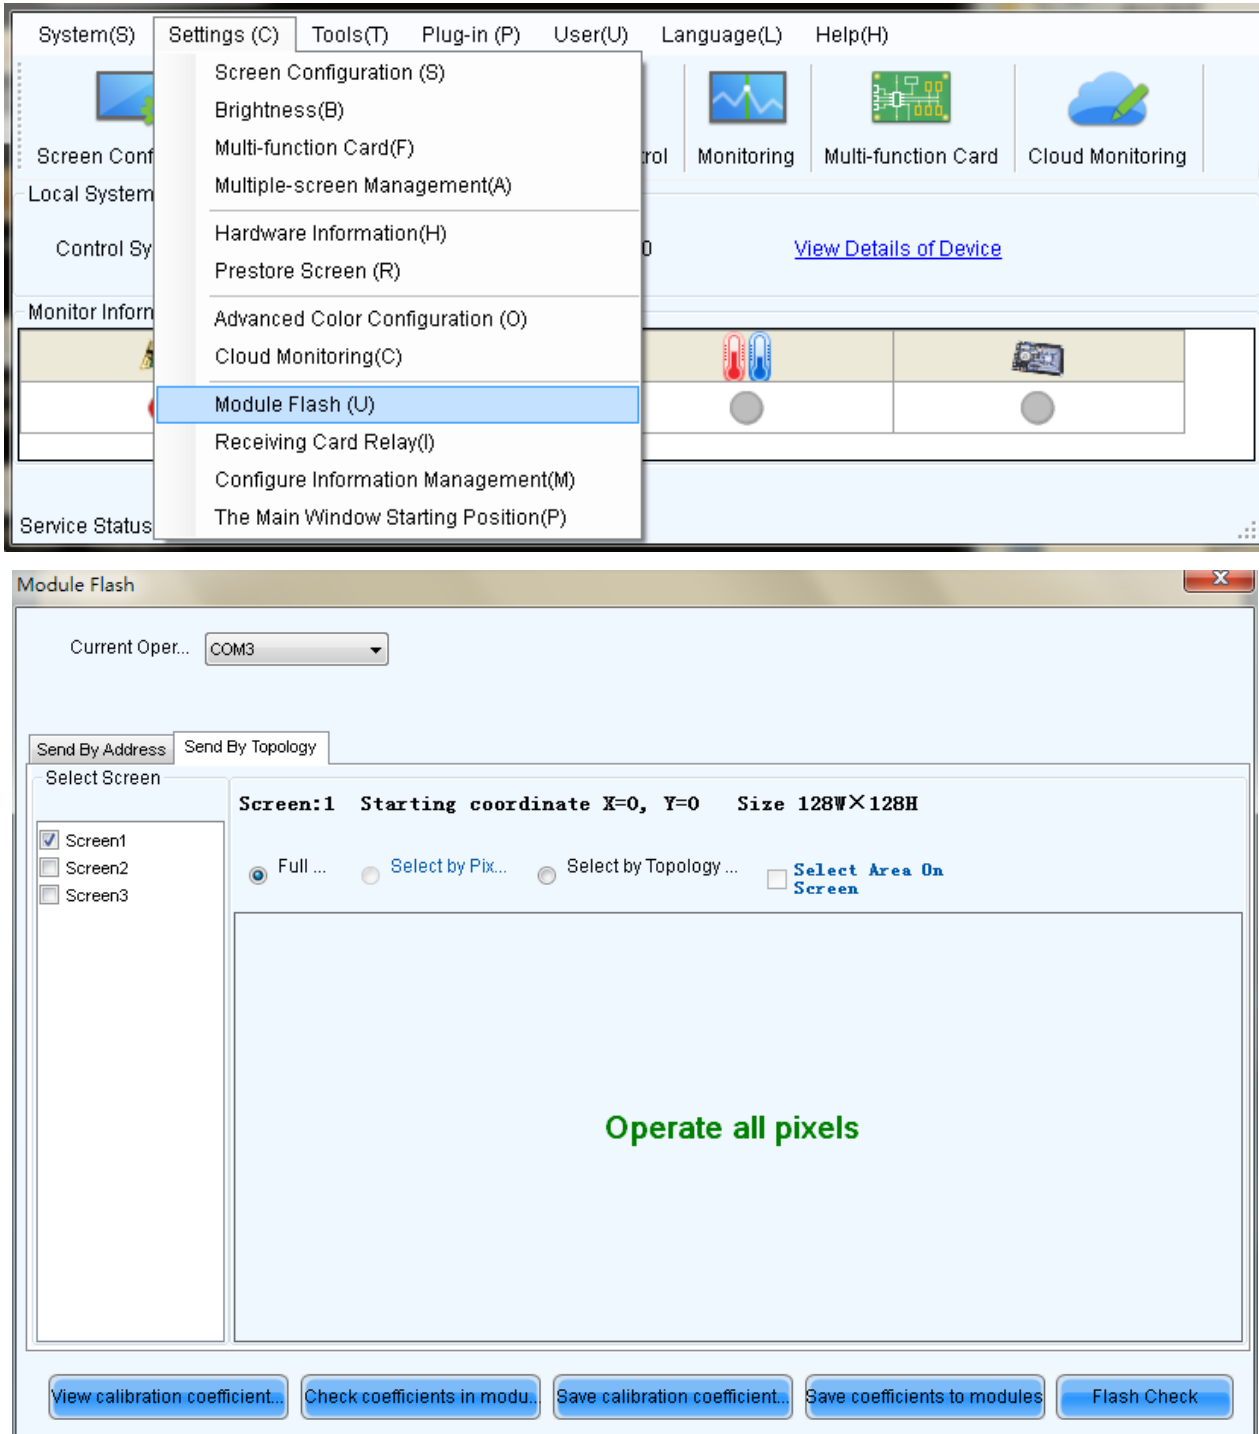 System(S) Settings (C) Tools(T) Plug-in (P) User(U) Language(L) Help(H)
Screen Configuration (S)
Brightness(B)
Multi-function Card(F)
Multiple-screen Management(A)
Hardware Information(H)
Prestore Screen (R)
Advanced Color Configuration (O)
Cloud Monitoring(C)
Module Flash (U)
Receiving Card Relay(I)
Configure Information Management(M)
The Main Window Starting Position(P)
Screen Conf rol Monitoring Multi-function Card Cloud Monitoring
Local System
Control Sy 0 View Details of Device
Monitor Inforn
Service Status
Module Flash
Current Oper... COM3
Send By Address Send By Topology
Select Screen
Screen1
Screen2
Screen3
Screen:1 Starting coordinate X=0, Y=0 Size 128W×128H
Full ... Select by Pix... Select by Topology ... Select Area On
Screen
Operate all pixels
View calibration coefficient... Check coefficients in modu... Save calibration coefficient... Save coefficients to modules Flash Check